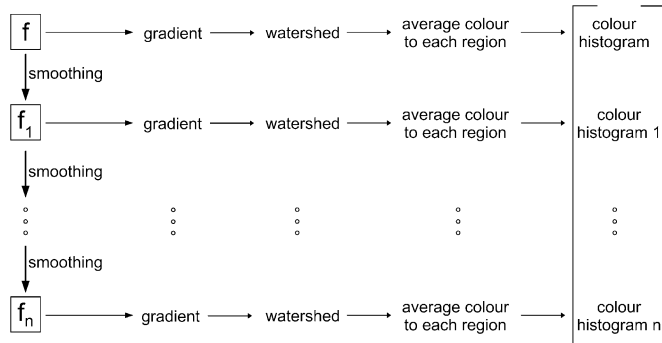 f
gradient
watershed
average colour
to each region
colour
histogram
smoothing
f1
gradient
watershed
average colour
to each region
colour
histogram 1
smoothing
smoothing
fn
gradient
watershed
average colour
to each region
colour
histogram n